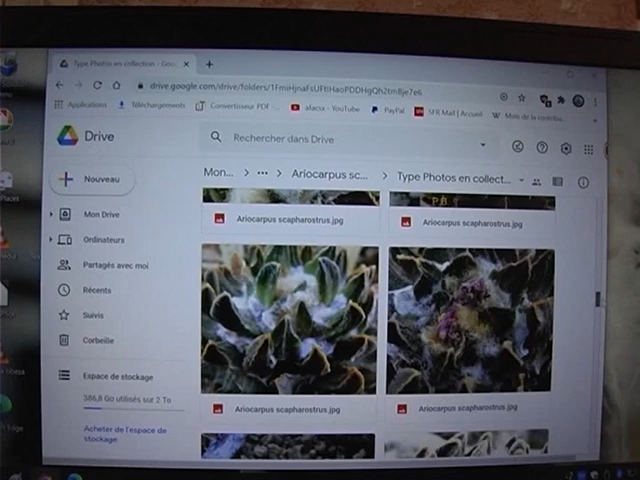 Type Photos en collection - Goo
drive.google.com/drive/folders/
Applications Téléchargements Convertisseur PDF YouTube PayPal SFR Mail | Accueil
Drive
Rechercher dans Drive
Nouveau
Mon... > ... > Ariocarpus sc... > Type Photos en collect...
Ariocarpus scapharostrus.jpg
Ariocarpus scapharostrus.jpg
Mon Drive
Ordinateurs
Partagés avec moi
Récents
Suivis
Corbeille
Espace de stockage
386,8 Go utilisés sur 2 To
Acheter de l'espace de
stockage
Ariocarpus scapharostrus.jpg
Ariocarpus scapharostrus.jpg